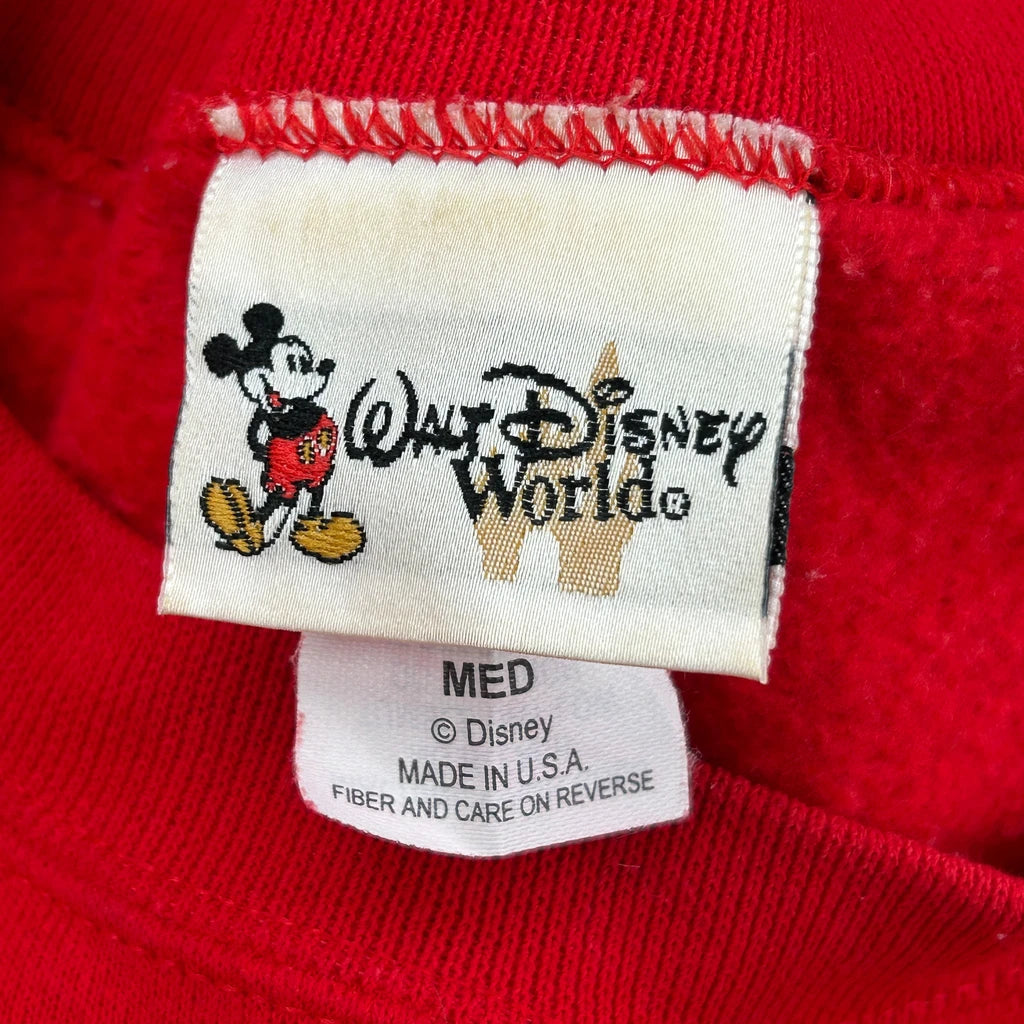 Walt Disney
World®
MED
© Disney
MADE IN U.S.A.
FIBER AND CARE ON REVERSE